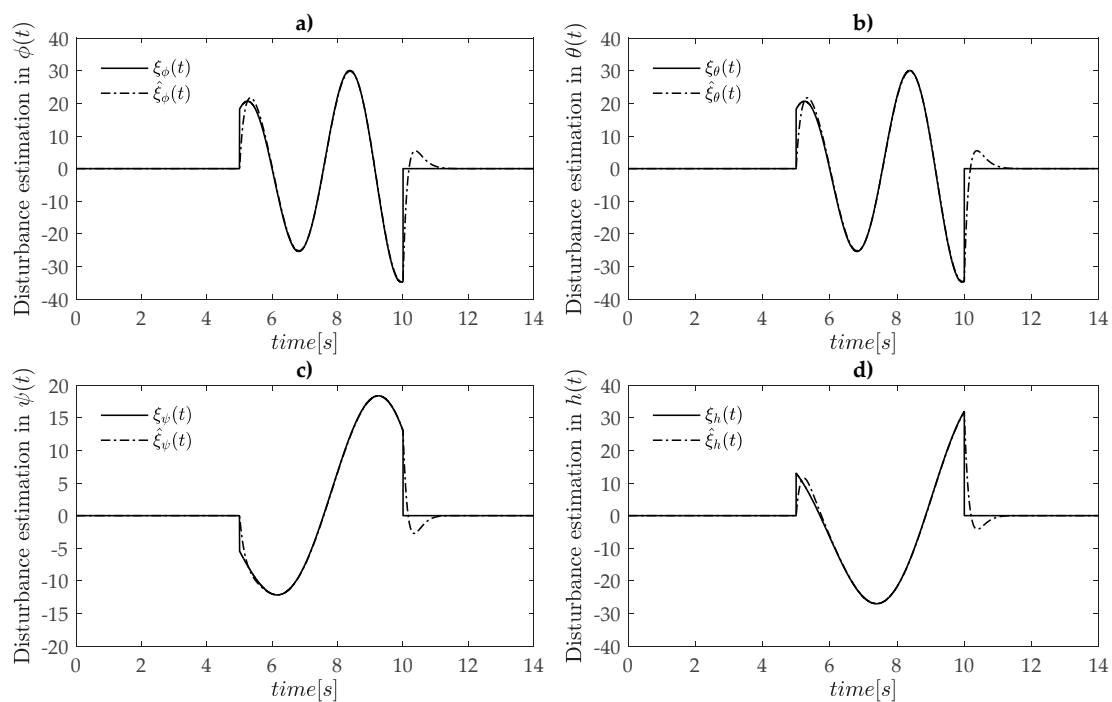 a)
Disturbance estimation in ϕ(t)
40
30
20
10
0
-10
-20
-30
-40
ξϕ(t)
ξ̂ϕ(t)
0 2 4 6 8 10 12 14
time[s]
b)
Disturbance estimation in θ(t)
40
30
20
10
0
-10
-20
-30
-40
ξθ(t)
ξ̂θ(t)
0 2 4 6 8 10 12 14
time[s]
c)
Disturbance estimation in ψ(t)
20
15
10
5
0
-5
-10
-15
-20
ξψ(t)
ξ̂ψ(t)
0 2 4 6 8 10 12 14
time[s]
d)
Disturbance estimation in h(t)
40
30
20
10
0
-10
-20
-30
-40
ξh(t)
ξ̂h(t)
0 2 4 6 8 10 12 14
time[s]